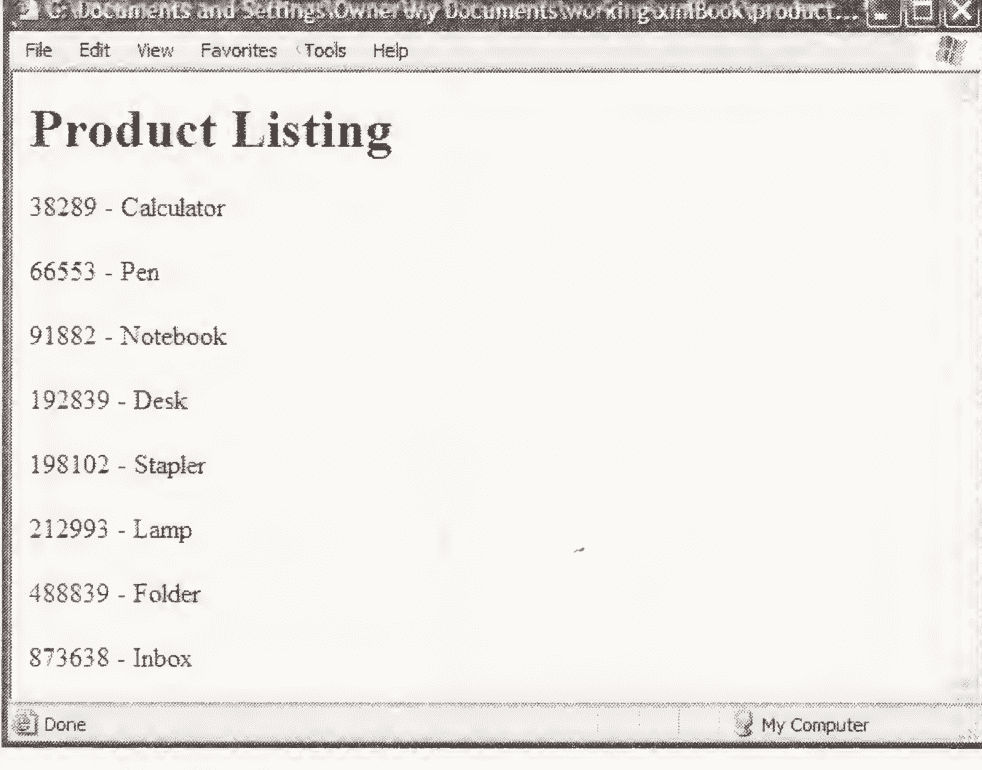 C:\Documents and Settings\Owner\My Documents\working\xmlBook\product...
File Edit View Favorites Tools Help
Product Listing
38289 - Calculator
66553 - Pen
91882 - Notebook
192839 - Desk
198102 - Stapler
212993 - Lamp
488839 - Folder
873638 - Inbox
Done My Computer